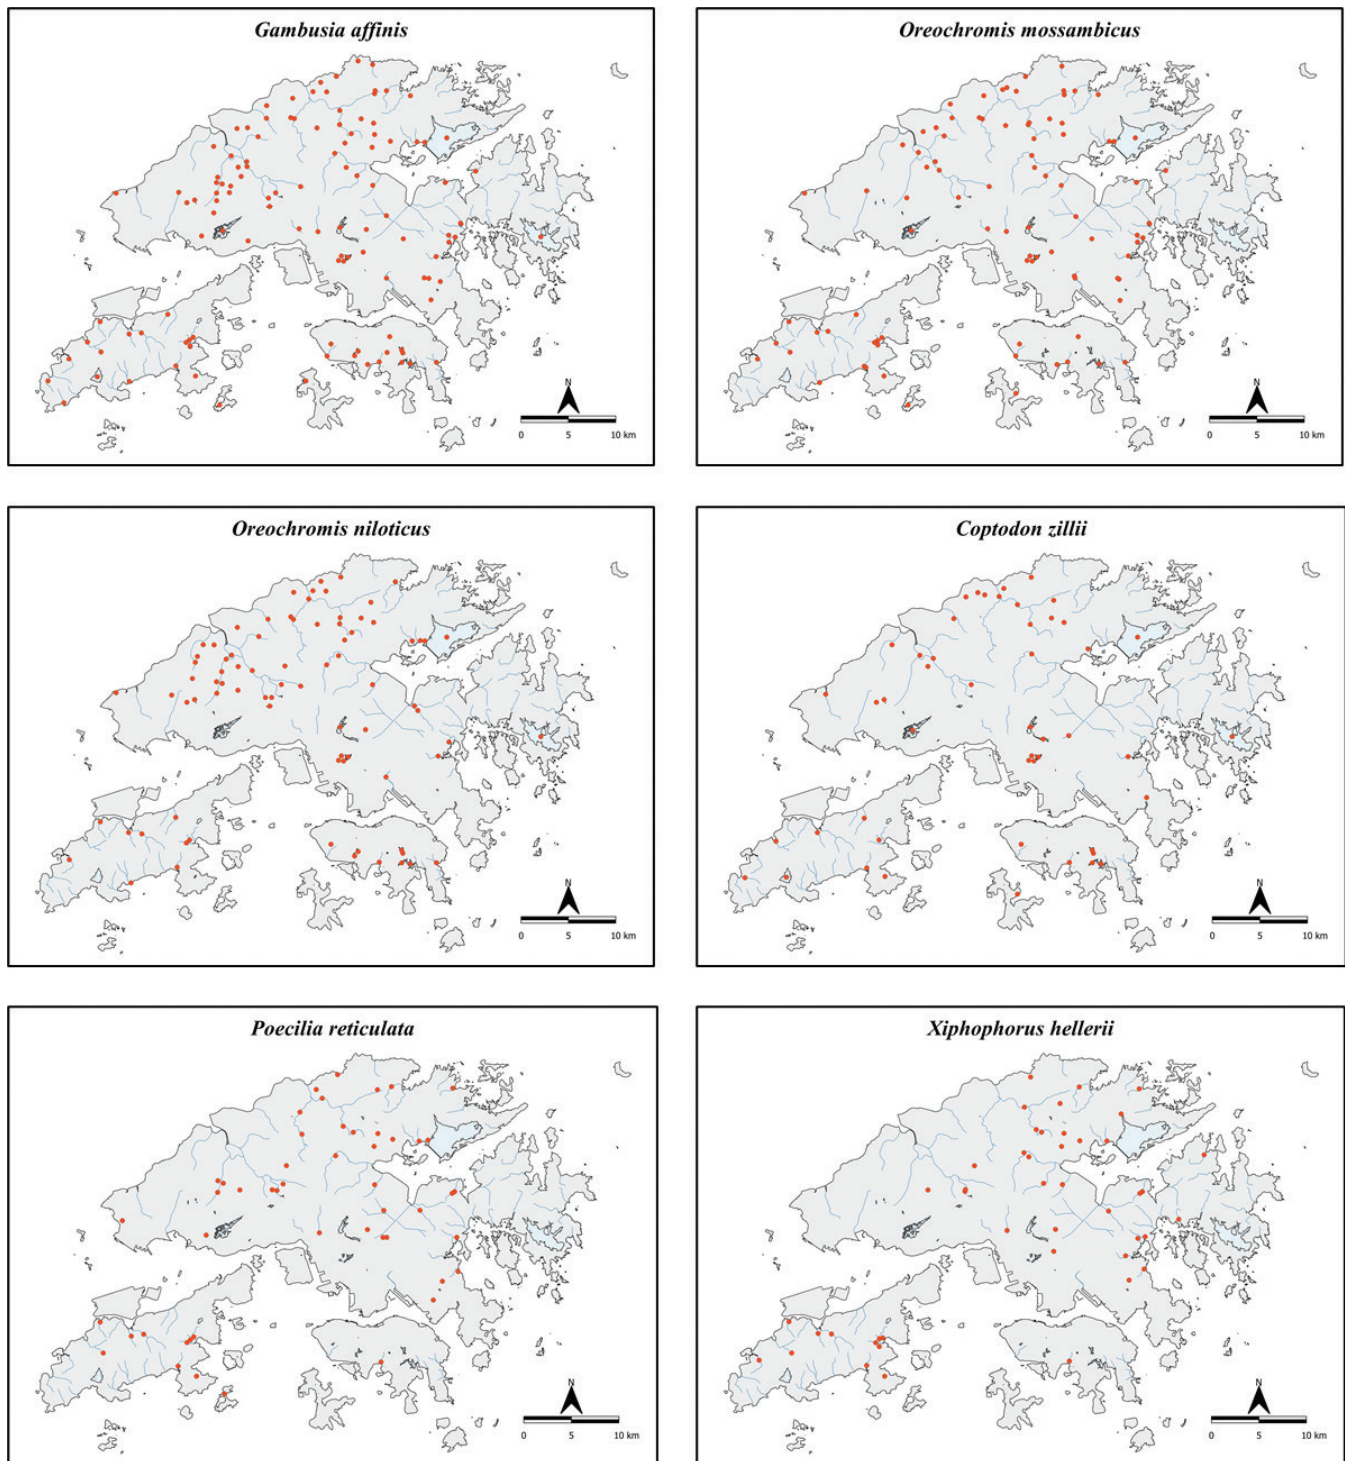 Gambusia affinis
N
0 5 10 km
Oreochromis mossambicus
N
0 5 10 km
Oreochromis niloticus
N
0 5 10 km
Coptodon zillii
N
0 5 10 km
Poecilia reticulata
N
0 5 10 km
Xiphophorus hellerii
N
0 5 10 km